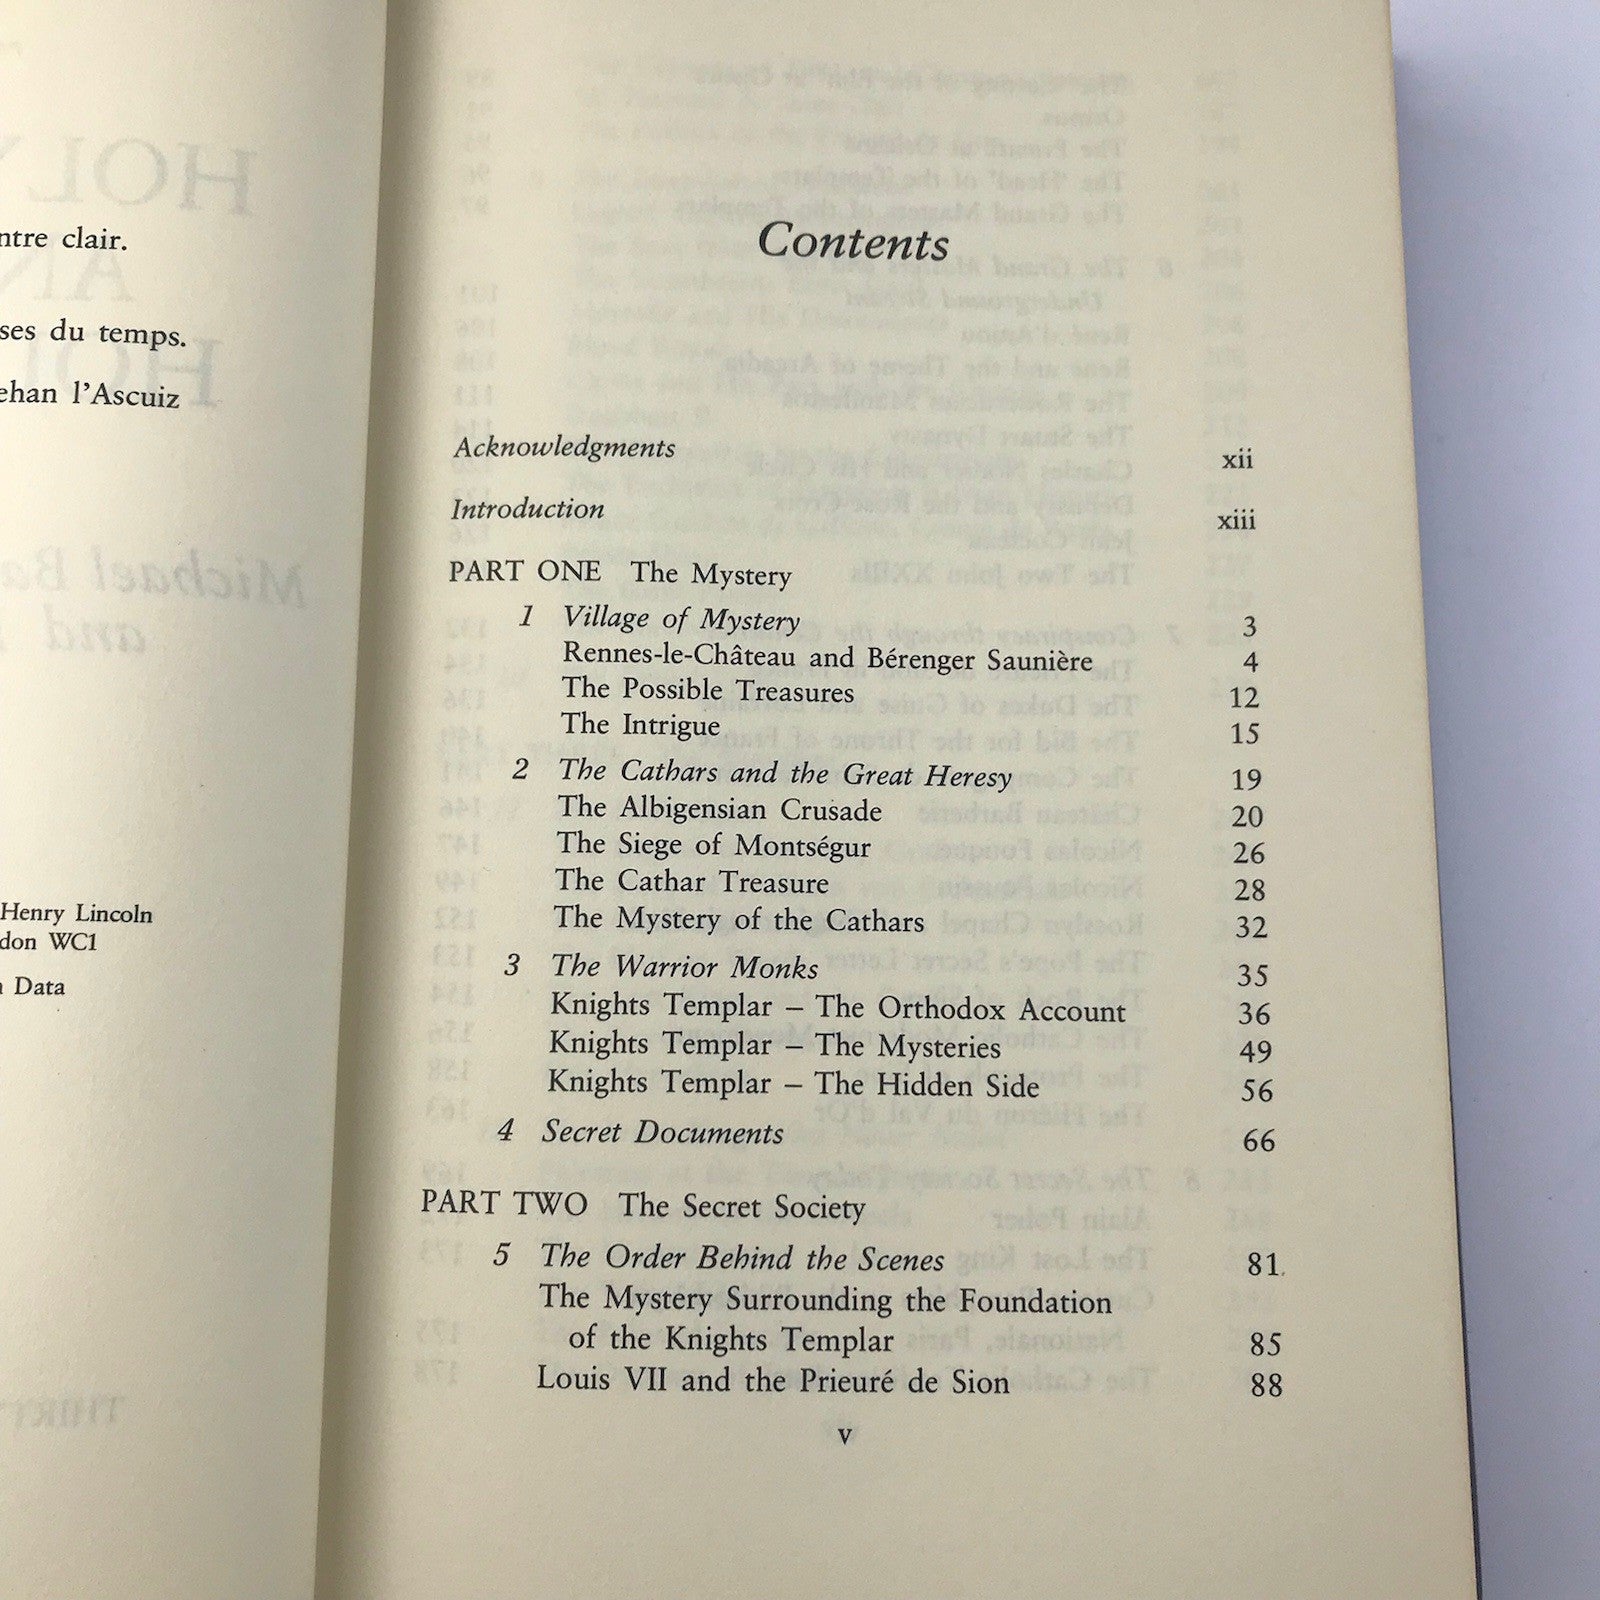 ntre clair.
ses du temps.
ehan l'Ascuiz
Henry Lincoln
don WC1
Data
Contents
Acknowledgments xii
Introduction xiii
PART ONE The Mystery
1 Village of Mystery 3
Rennes-le-Château and Bérenger Saunière 4
The Possible Treasures 12
The Intrigue 15
2 The Cathars and the Great Heresy 19
The Albigensian Crusade 20
The Siege of Montségur 26
The Cathar Treasure 28
The Mystery of the Cathars 32
3 The Warrior Monks 35
Knights Templar – The Orthodox Account 36
Knights Templar – The Mysteries 49
Knights Templar – The Hidden Side 56
4 Secret Documents 66
PART TWO The Secret Society
5 The Order Behind the Scenes 81
The Mystery Surrounding the Foundation
of the Knights Templar 85
Louis VII and the Prieuré de Sion 88
v